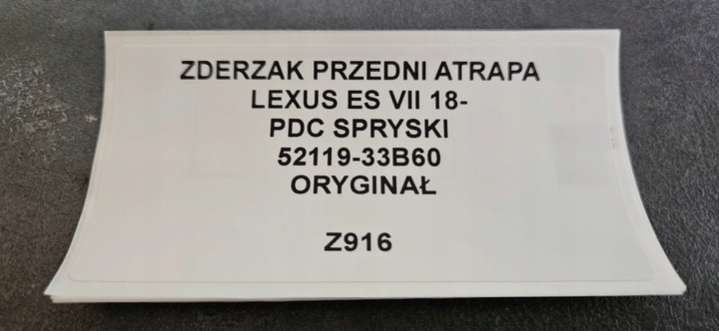 ZDERZAK PRZEDNI ATRAPA
LEXUS ES VII 18-
PDC SPRYSKI
52119-33B60
ORYGINAŁ
Z916